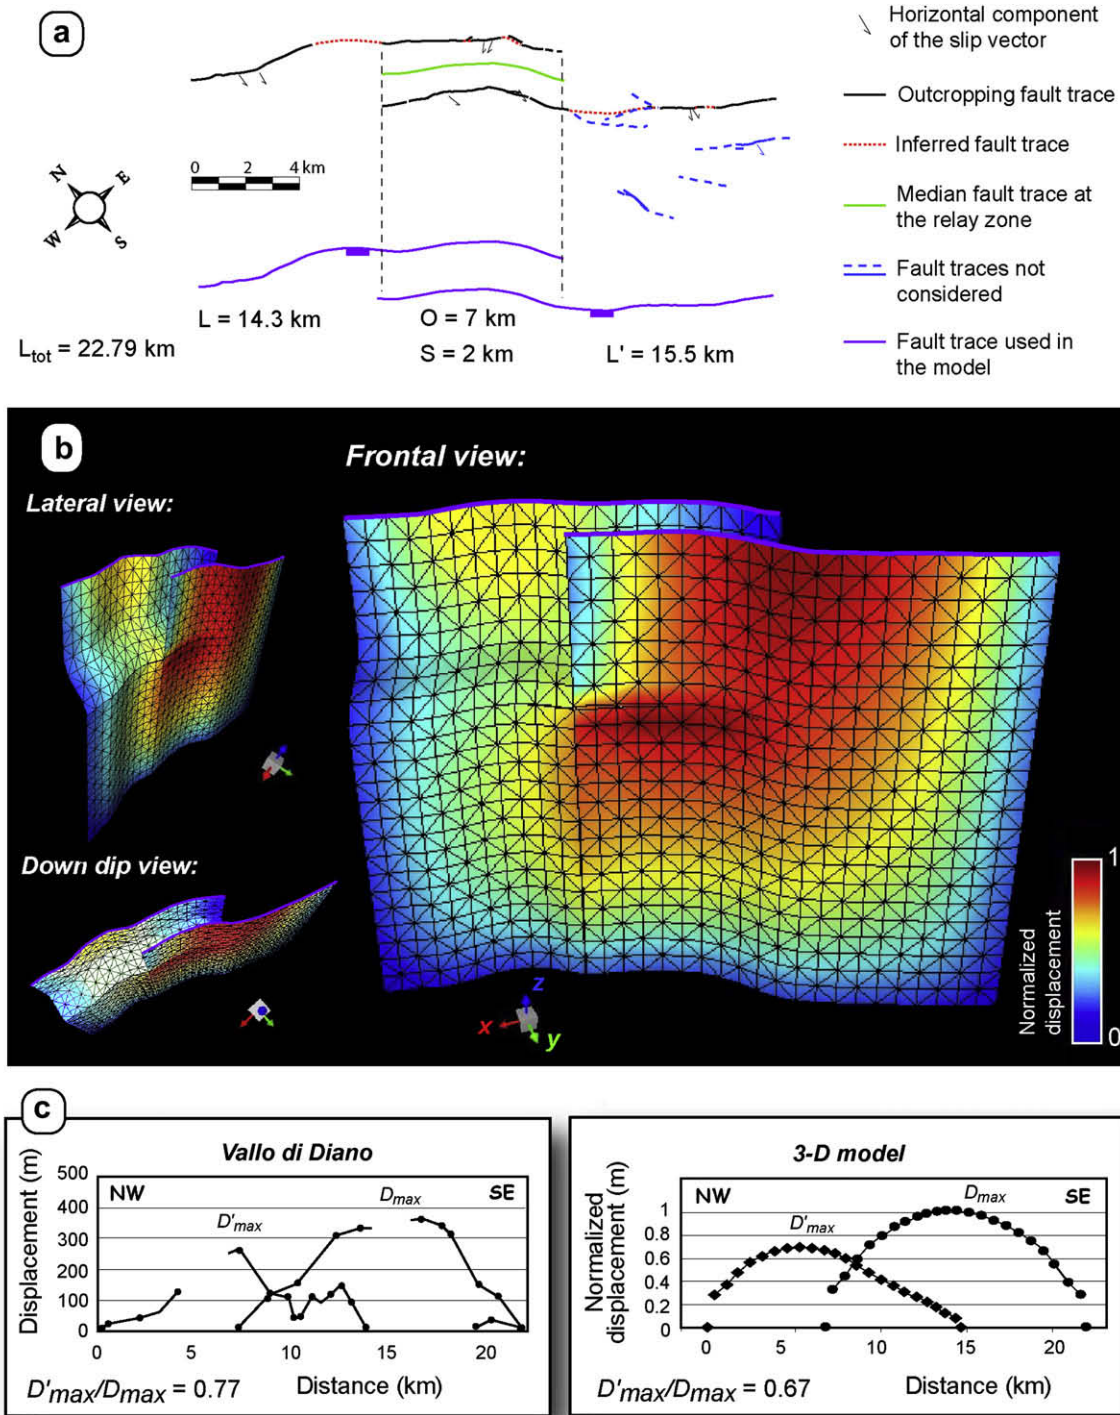 a
Horizontal component
of the slip vector
Outcropping fault trace
Inferred fault trace
Median fault trace at
the relay zone
Fault traces not
considered
Fault trace used in
the model
N
E
W
S
0 2 4 km
L = 14.3 km
O = 7 km
S = 2 km
L' = 15.5 km
Ltot = 22.79 km
b
Frontal view:
Lateral view:
Down dip view:
x
y
z
Normalized
displacement
1
0
c
Vallo di Diano
Displacement (m)
500
400
300
200
100
0
NW
SE
D'max
Dmax
0 5 10 15 20
D'max/Dmax = 0.77
Distance (km)
3-D model
Normalized
displacement (m)
1
0.8
0.6
0.4
0.2
0
NW
SE
D'max
Dmax
0 5 10 15 20
D'max/Dmax = 0.67
Distance (km)